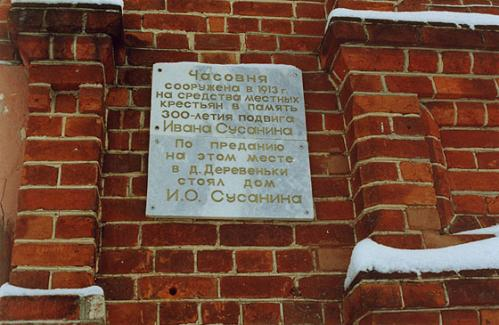 Часовня
сооружена в 1913 г.
на средства местных
крестьян в память
300-летия подвига
Ивана Сусанина
По преданию
на этом месте
в д. Деревеньки
стоял дом
И.О. Сусанина